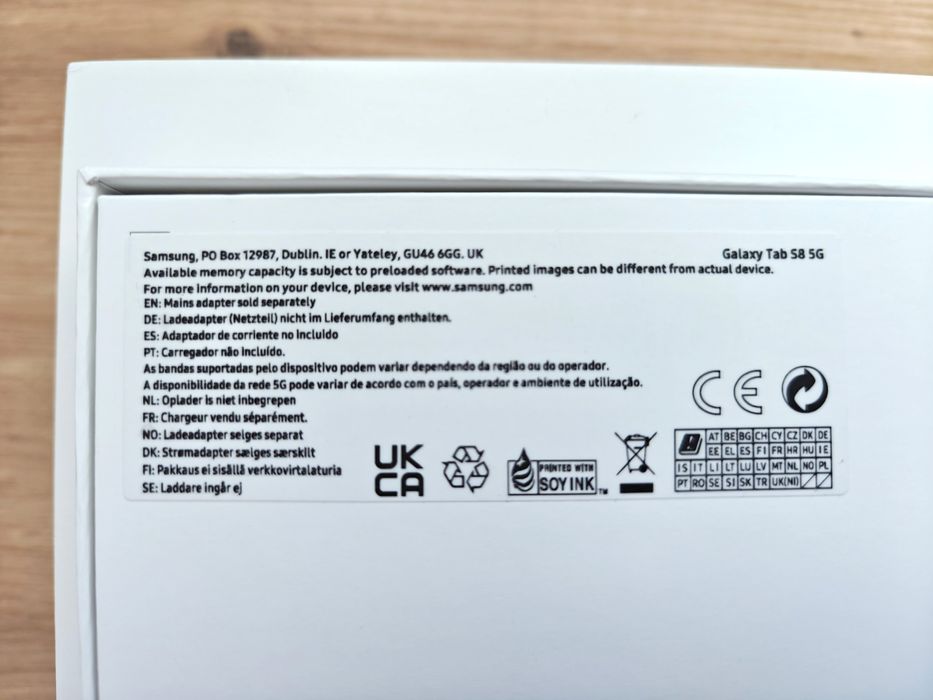 Samsung, PO Box 12987, Dublin. IE or Yateley, GU46 6GG. UK
Galaxy Tab S8 5G
Available memory capacity is subject to preloaded software. Printed images can be different from actual device.
For more information on your device, please visit www.samsung.com
EN: Mains adapter sold separately
DE: Ladeadapter (Netzteil) nicht im Lieferumfang enthalten.
ES: Adaptador de corriente no incluido
PT: Carregador não incluído.
As bandas suportadas pelo dispositivo podem variar dependendo da região ou do operador.
A disponibilidade da rede 5G pode variar de acordo com o país, operador e ambiente de utilização.
NL: Oplader is niet inbegrepen
FR: Chargeur vendu séparément.
NO: Ladeadapter selges separat
DK: Strømadapter sælges særskilt
FI: Pakkaus ei sisällä verkkovirtalaturia
SE: Laddare ingår ej
UK
CA
PRINTED WITH
SOY INK™
CE
AT BE BG CH CY CZ DK DE
EE EL ES FI FR HR HU IE
IS IT LI LT LU LV MT NL NO PL
PT RO SE SI SK TR UK(NI)